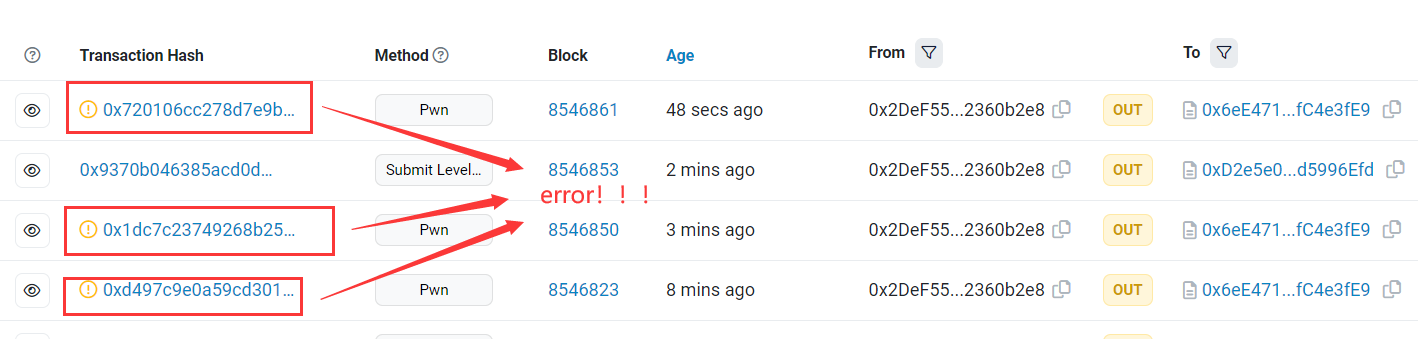 Transaction Hash Method Block Age From To
0x720106cc278d7e9b... Pwn 8546861 48 secs ago 0x2DeF55...2360b2e8 OUT 0x6eE471...fC4e3fE9
0x9370b046385acd0d... Submit Level... 8546853 2 mins ago 0x2DeF55...2360b2e8 OUT 0xD2e5e0...d5996Efd
error！！！
0x1dc7c23749268b25... Pwn 8546850 3 mins ago 0x2DeF55...2360b2e8 OUT 0x6eE471...fC4e3fE9
0xd497c9e0a59cd301... Pwn 8546823 8 mins ago 0x2DeF55...2360b2e8 OUT 0x6eE471...fC4e3fE9